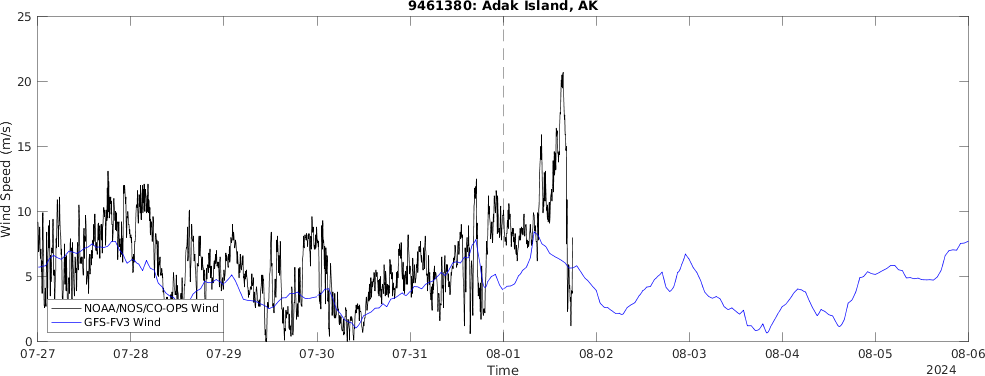 9461380: Adak Island, AK
25
20
15
10
5
0
Wind Speed (m/s)
NOAA/NOS/CO-OPS Wind
GFS-FV3 Wind
07-27 07-28 07-29 07-30 07-31 08-01 08-02 08-03 08-04 08-05 08-06
Time
2024